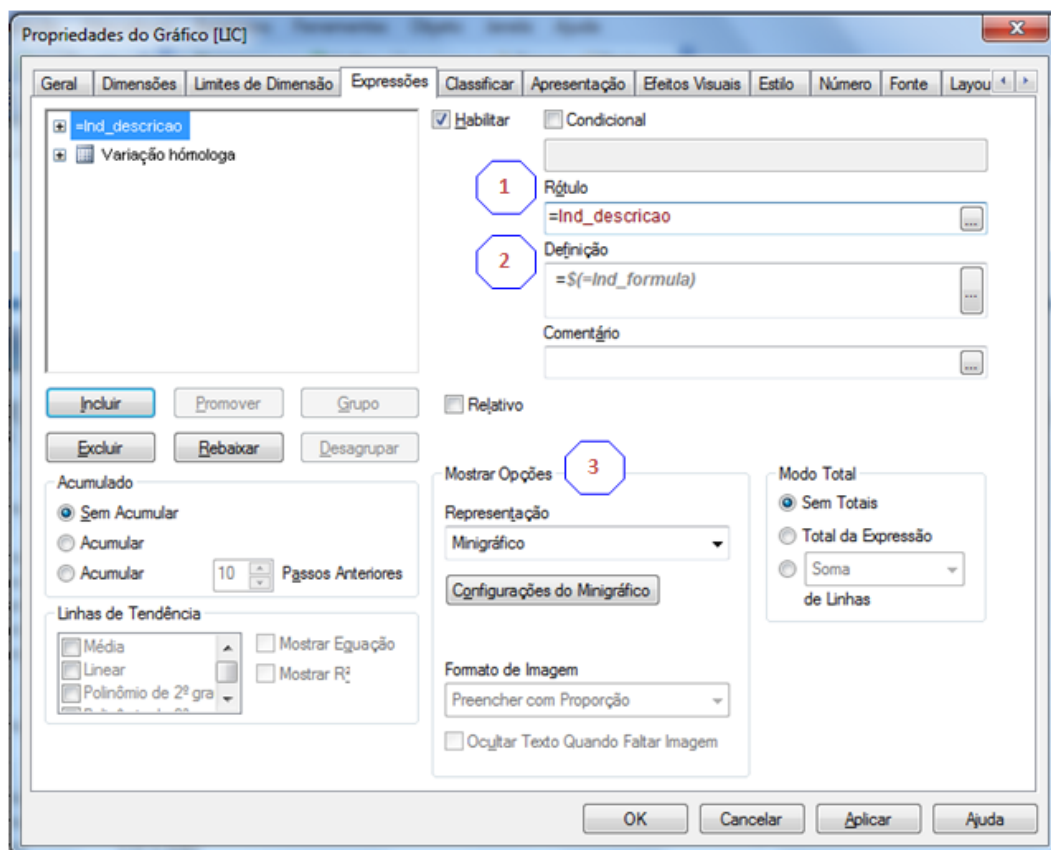 Propriedades do Gráfico [LIC]
Geral Dimensões Limites de Dimensão Expressões Classificar Apresentação Efeitos Visuais Estilo Número Fonte Layou
=Ind_descricao
Variação hómologa
Habilitar Condicional
1 Rótulo
=Ind_descricao ...
2 Definição
=$(=Ind_formula) ...
Comentário
...
Incluir Promover Grupo
Relativo
Excluir Rebaixar Desagrupar
Acumulado
Sem Acumular
Acumular
Acumular 10 Passos Anteriores
Linhas de Tendência
Média
Linear
Polinômio de 2º gra
Mostrar Equação
Mostrar R²
Mostrar Opções 3
Representação
Minigráfico
Configurações do Minigráfico
Formato de Imagem
Preencher com Proporção
Ocultar Texto Quando Faltar Imagem
Modo Total
Sem Totais
Total da Expressão
Soma
de Linhas
OK Cancelar Aplicar Ajuda